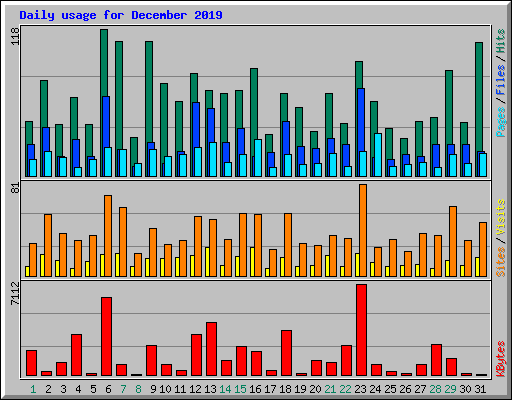 Daily usage for December 2019
118
Pages / Files / Hits
81
Sites / Visits
7112
KBytes
1 2 3 4 5 6 7 8 9 10 11 12 13 14 15 16 17 18 19 20 21 22 23 24 25 26 27 28 29 30 31